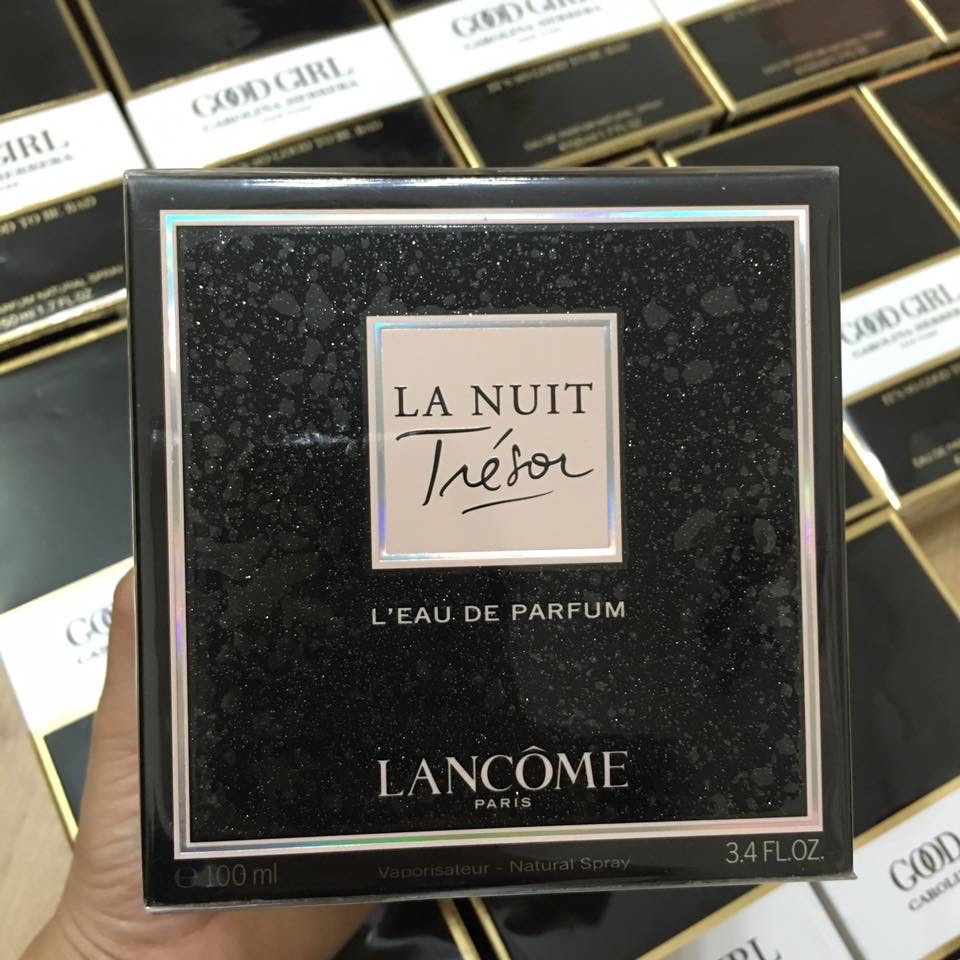 GOOD GIRL
CAROLINA HERRERA
GIRL
HERRERA
LA NUIT
Trésor
L'EAU DE PARFUM
LANCÔME
PARIS
e 100 ml
Vaporisateur - Natural Spray
3.4 FL.OZ.
GOOD GIRL
CAROLINA HERRERA
GOOD